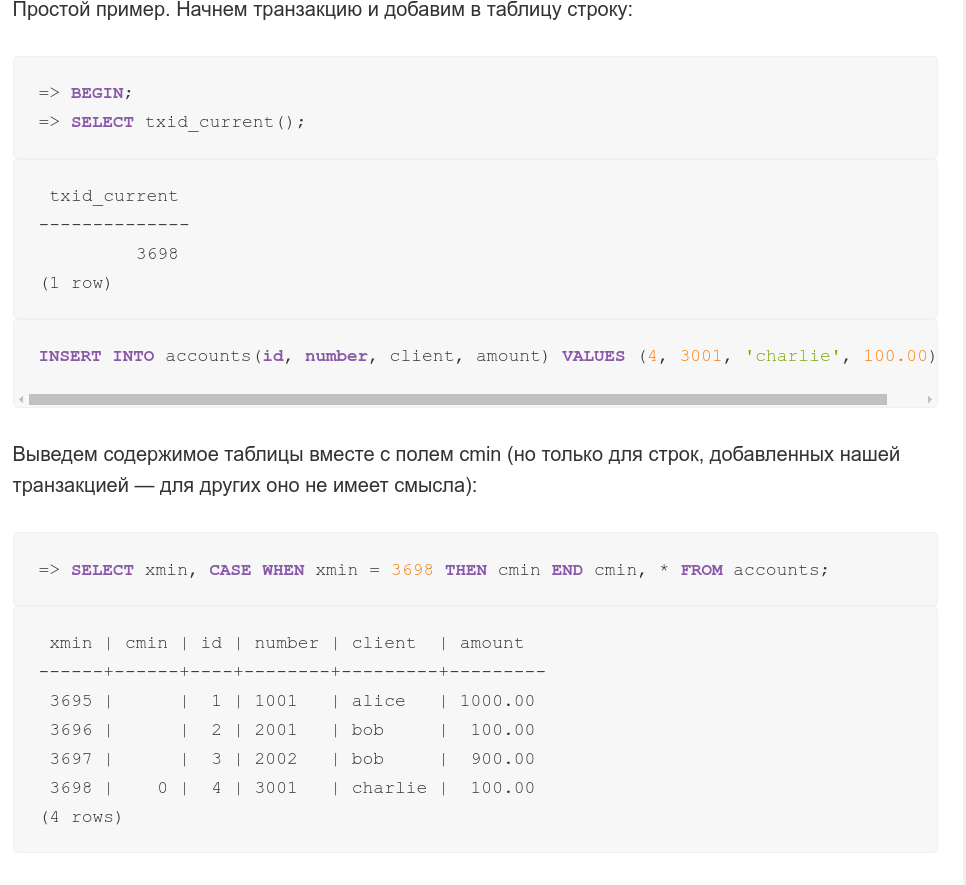 Простой пример. Начнем транзакцию и добавим в таблицу строку:
=> BEGIN;
=> SELECT txid_current();
txid_current
--------------
3698
(1 row)
INSERT INTO accounts(id, number, client, amount) VALUES (4, 3001, 'charlie', 100.00)
Выведем содержимое таблицы вместе с полем cmin (но только для строк, добавленных нашей
транзакцией — для других оно не имеет смысла):
=> SELECT xmin, CASE WHEN xmin = 3698 THEN cmin END cmin, * FROM accounts;
 xmin | cmin | id | number | client  | amount
------+------+----+--------+---------+---------
 3695 |      |  1 | 1001   | alice   | 1000.00
 3696 |      |  2 | 2001   | bob     |  100.00
 3697 |      |  3 | 2002   | bob     |  900.00
 3698 |    0 |  4 | 3001   | charlie |  100.00
(4 rows)